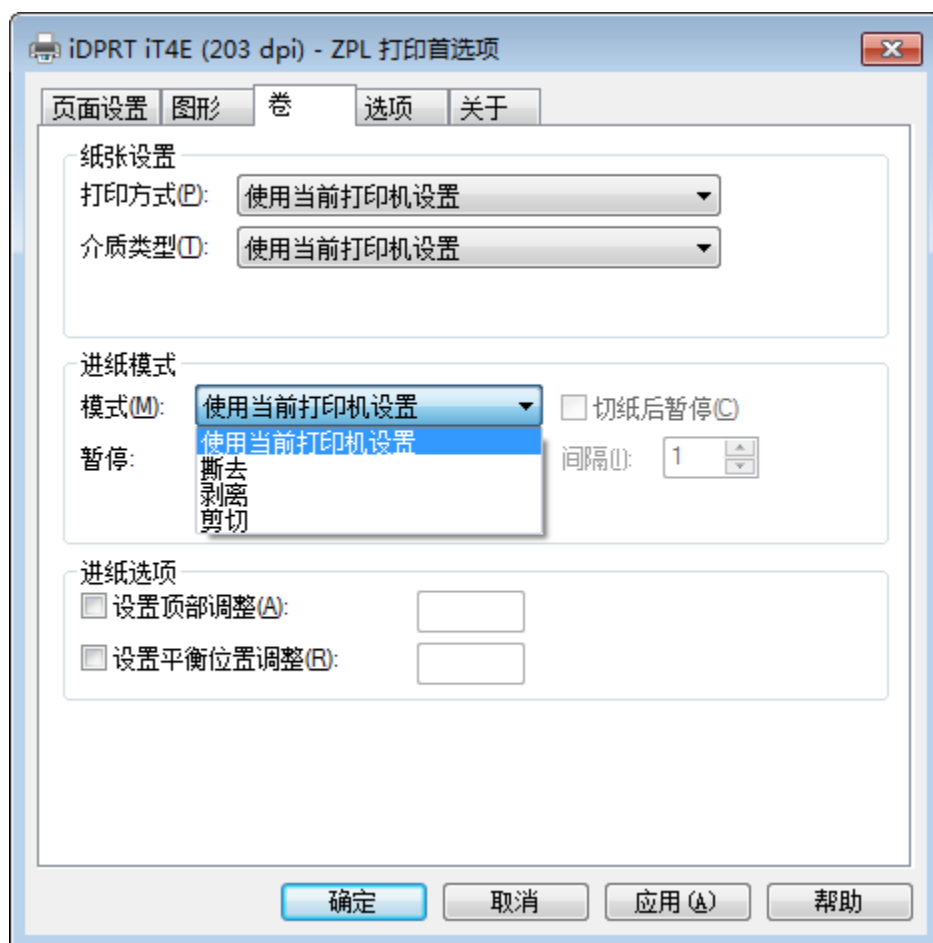 iDPRT iT4E (203 dpi) - ZPL 打印首选项
页面设置 图形 卷 选项 关于
纸张设置
打印方式(P): 使用当前打印机设置
介质类型(T): 使用当前打印机设置
进纸模式
模式(M): 使用当前打印机设置 切纸后暂停(C)
使用当前打印机设置
暂停: 撕去 间隔(I): 1
剥离
剪切
进纸选项
设置顶部调整(A):
设置平衡位置调整(R):
确定 取消 应用(A) 帮助